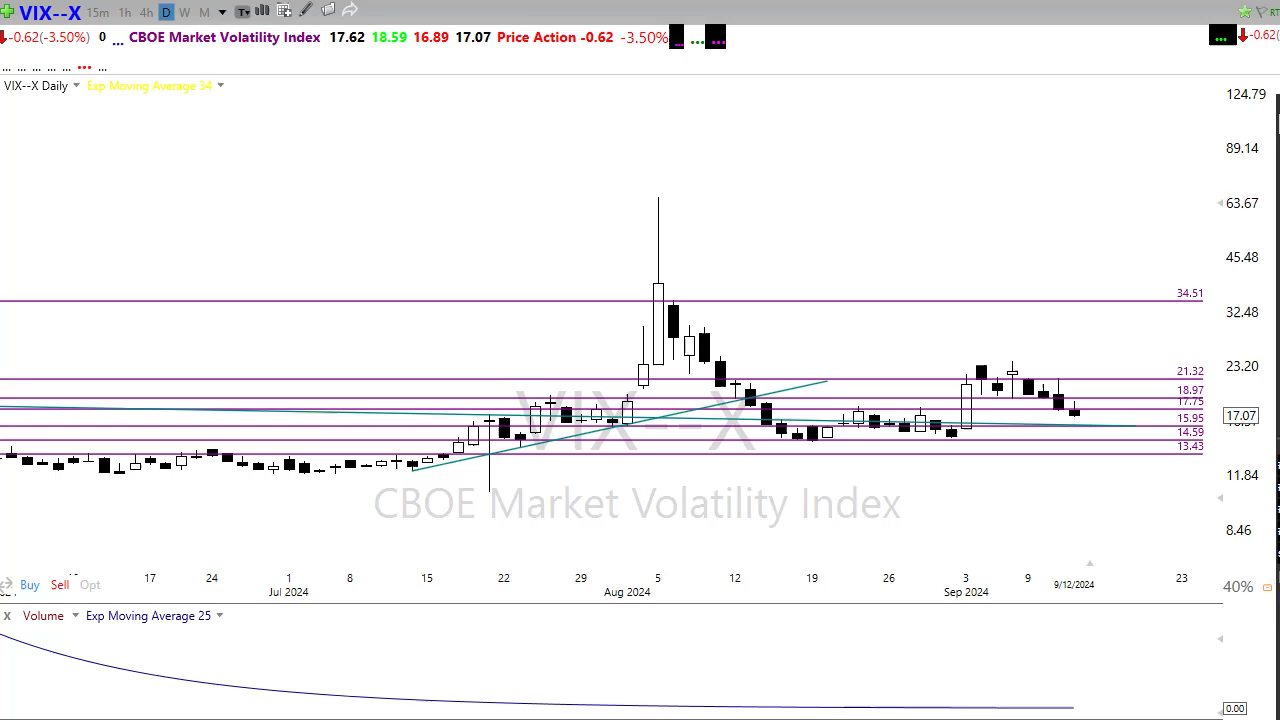 VIX--X 15m 1h 4h D W M T RT
-0.62(-3.50%) 0 ... CBOE Market Volatility Index 17.62 18.59 16.89 17.07 Price Action -0.62 -3.50% ... ... ... ... -0.62(
... ... ... ... ... ... ...
VIX--X Daily Exp Moving Average 34
124.79
89.14
63.67
45.48
34.51
32.48
23.20
21.32
18.97
17.75
17.07
15.95
14.59
13.43
11.84
8.46
VIX--X
CBOE Market Volatility Index
17 24 1 8 15 22 29 5 12 19 26 3 9 9/12/2024 23
Jul 2024 Aug 2024 Sep 2024
Buy Sell Opt 40%
X Volume Exp Moving Average 25
0.00